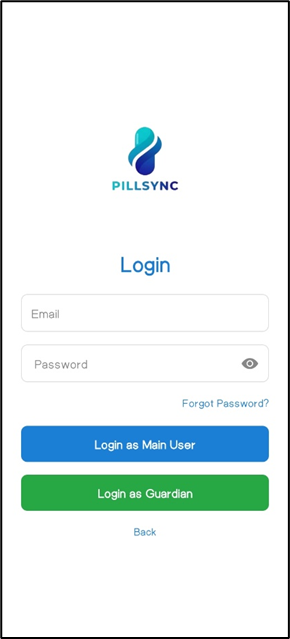 PILLSYNC
Login
Email
Password
Forgot Password?
Login as Main User
Login as Guardian
Back